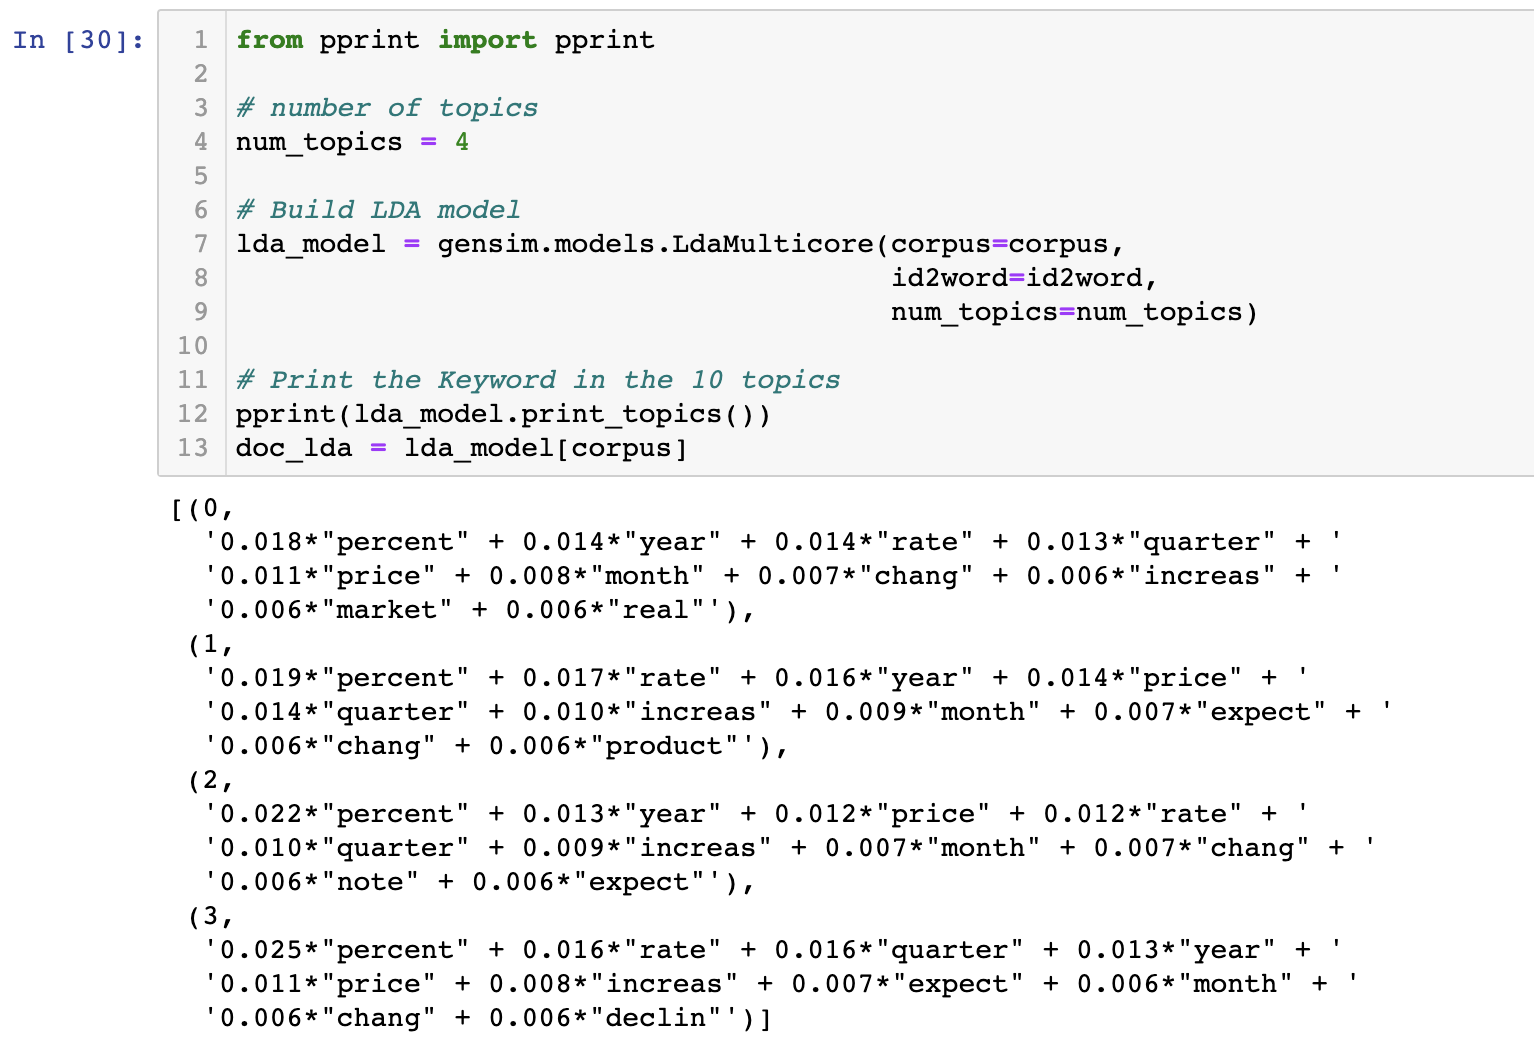 In [30]:
1 from pprint import pprint
2
3 # number of topics
4 num_topics = 4
5
6 # Build LDA model
7 lda_model = gensim.models.LdaMulticore(corpus=corpus,
8                                        id2word=id2word,
9                                        num_topics=num_topics)
10
11 # Print the Keyword in the 10 topics
12 pprint(lda_model.print_topics())
13 doc_lda = lda_model[corpus]
[(0,
  '0.018*"percent" + 0.014*"year" + 0.014*"rate" + 0.013*"quarter" + '
  '0.011*"price" + 0.008*"month" + 0.007*"chang" + 0.006*"increas" + '
  '0.006*"market" + 0.006*"real"'),
 (1,
  '0.019*"percent" + 0.017*"rate" + 0.016*"year" + 0.014*"price" + '
  '0.014*"quarter" + 0.010*"increas" + 0.009*"month" + 0.007*"expect" + '
  '0.006*"chang" + 0.006*"product"'),
 (2,
  '0.022*"percent" + 0.013*"year" + 0.012*"price" + 0.012*"rate" + '
  '0.010*"quarter" + 0.009*"increas" + 0.007*"month" + 0.007*"chang" + '
  '0.006*"note" + 0.006*"expect"'),
 (3,
  '0.025*"percent" + 0.016*"rate" + 0.016*"quarter" + 0.013*"year" + '
  '0.011*"price" + 0.008*"increas" + 0.007*"expect" + 0.006*"month" + '
  '0.006*"chang" + 0.006*"declin"')]